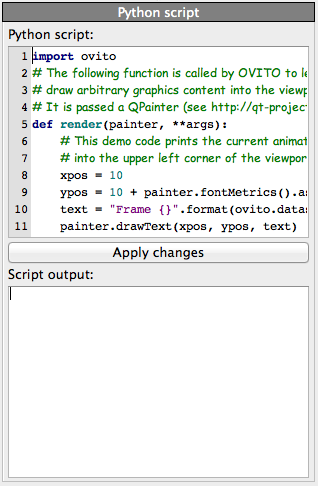 Python script
Python script:
1 import ovito
2 # The following function is called by OVITO to le
3 # draw arbitrary graphics content into the viewp
4 # It is passed a QPainter (see http://qt-projec
5 def render(painter, **args):
6 # This demo code prints the current animat
7 # into the upper left corner of the viewpor
8 xpos = 10
9 ypos = 10 + painter.fontMetrics().as
10 text = "Frame {}".format(ovito.datas
11 painter.drawText(xpos, ypos, text)
Apply changes
Script output: